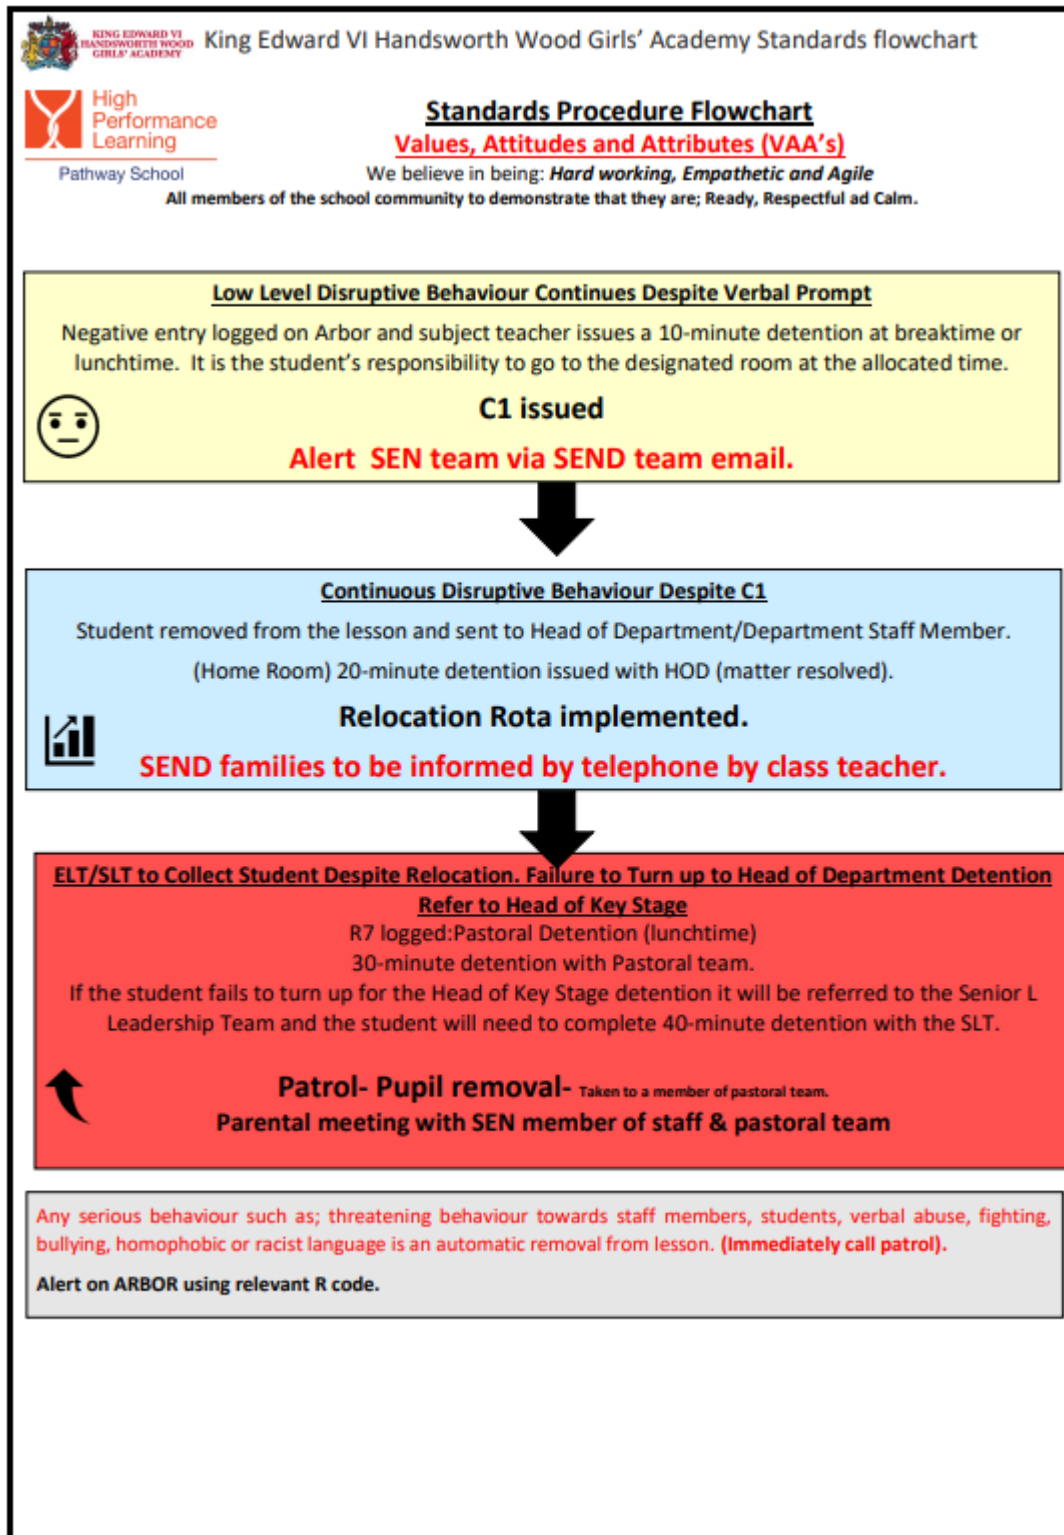 KING EDWARD VI
HANDSWORTH WOOD
GIRLS' ACADEMY
King Edward VI Handsworth Wood Girls' Academy Standards flowchart
High
Performance
Learning
Pathway School
Standards Procedure Flowchart
Values, Attitudes and Attributes (VAA's)
We believe in being: Hard working, Empathetic and Agile
All members of the school community to demonstrate that they are; Ready, Respectful ad Calm.
Low Level Disruptive Behaviour Continues Despite Verbal Prompt
Negative entry logged on Arbor and subject teacher issues a 10-minute detention at breaktime or
lunchtime. It is the student's responsibility to go to the designated room at the allocated time.
C1 issued
Alert SEN team via SEND team email.
Continuous Disruptive Behaviour Despite C1
Student removed from the lesson and sent to Head of Department/Department Staff Member.
(Home Room) 20-minute detention issued with HOD (matter resolved).
Relocation Rota implemented.
SEND families to be informed by telephone by class teacher.
ELT/SLT to Collect Student Despite Relocation. Failure to Turn up to Head of Department Detention
Refer to Head of Key Stage
R7 logged:Pastoral Detention (lunchtime)
30-minute detention with Pastoral team.
If the student fails to turn up for the Head of Key Stage detention it will be referred to the Senior L
Leadership Team and the student will need to complete 40-minute detention with the SLT.
Patrol- Pupil removal- Taken to a member of pastoral team.
Parental meeting with SEN member of staff & pastoral team
Any serious behaviour such as; threatening behaviour towards staff members, students, verbal abuse, fighting,
bullying, homophobic or racist language is an automatic removal from lesson. (Immediately call patrol).
Alert on ARBOR using relevant R code.